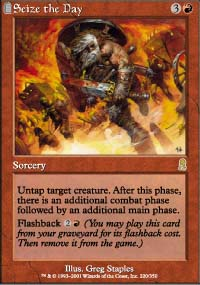 Seize the Day 3
Sorcery
Untap target creature. After this phase,
there is an additional combat phase
followed by an additional main phase.
Flashback 2 (You may play this card
from your graveyard for its flashback cost.
Then remove it from the game.)
Illus. Greg Staples
™ & © 1993-2001 Wizards of the Coast, Inc. 220/350